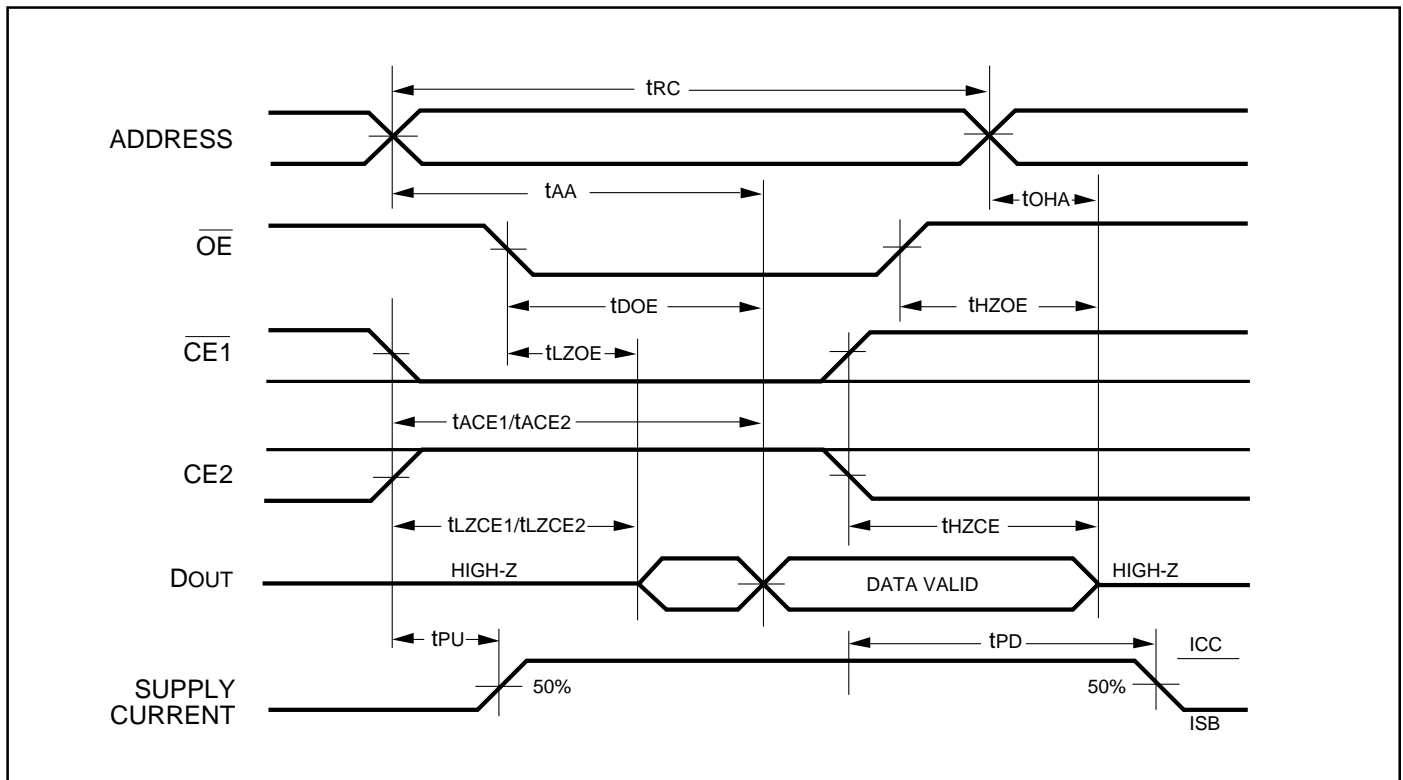 tRC
ADDRESS
tAA
tOHA
OE
tDOE
tHZOE
CE1
tLZOE
tACE1/tACE2
CE2
tLZCE1/tLZCE2
tHZCE
DOUT
HIGH-Z
DATA VALID
HIGH-Z
tPU
tPD
ICC
SUPPLY
CURRENT
50%
50%
ISB